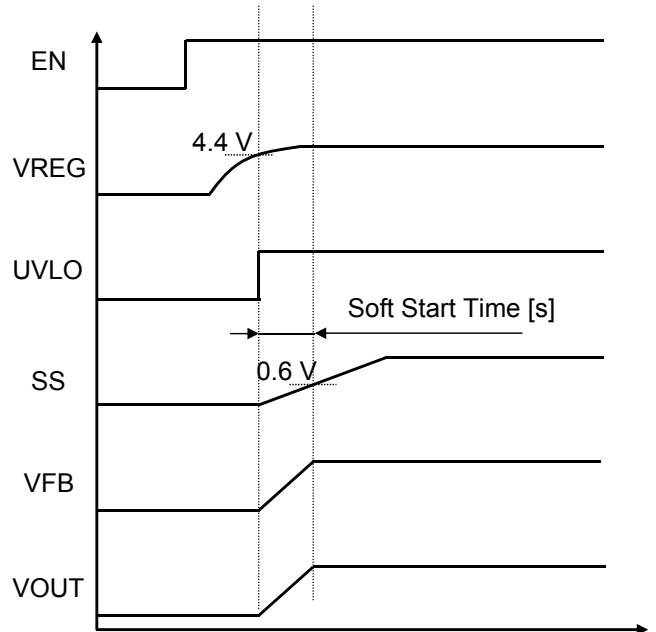 EN
4.4 V
VREG
UVLO
Soft Start Time [s]
0.6 V
SS
VFB
VOUT